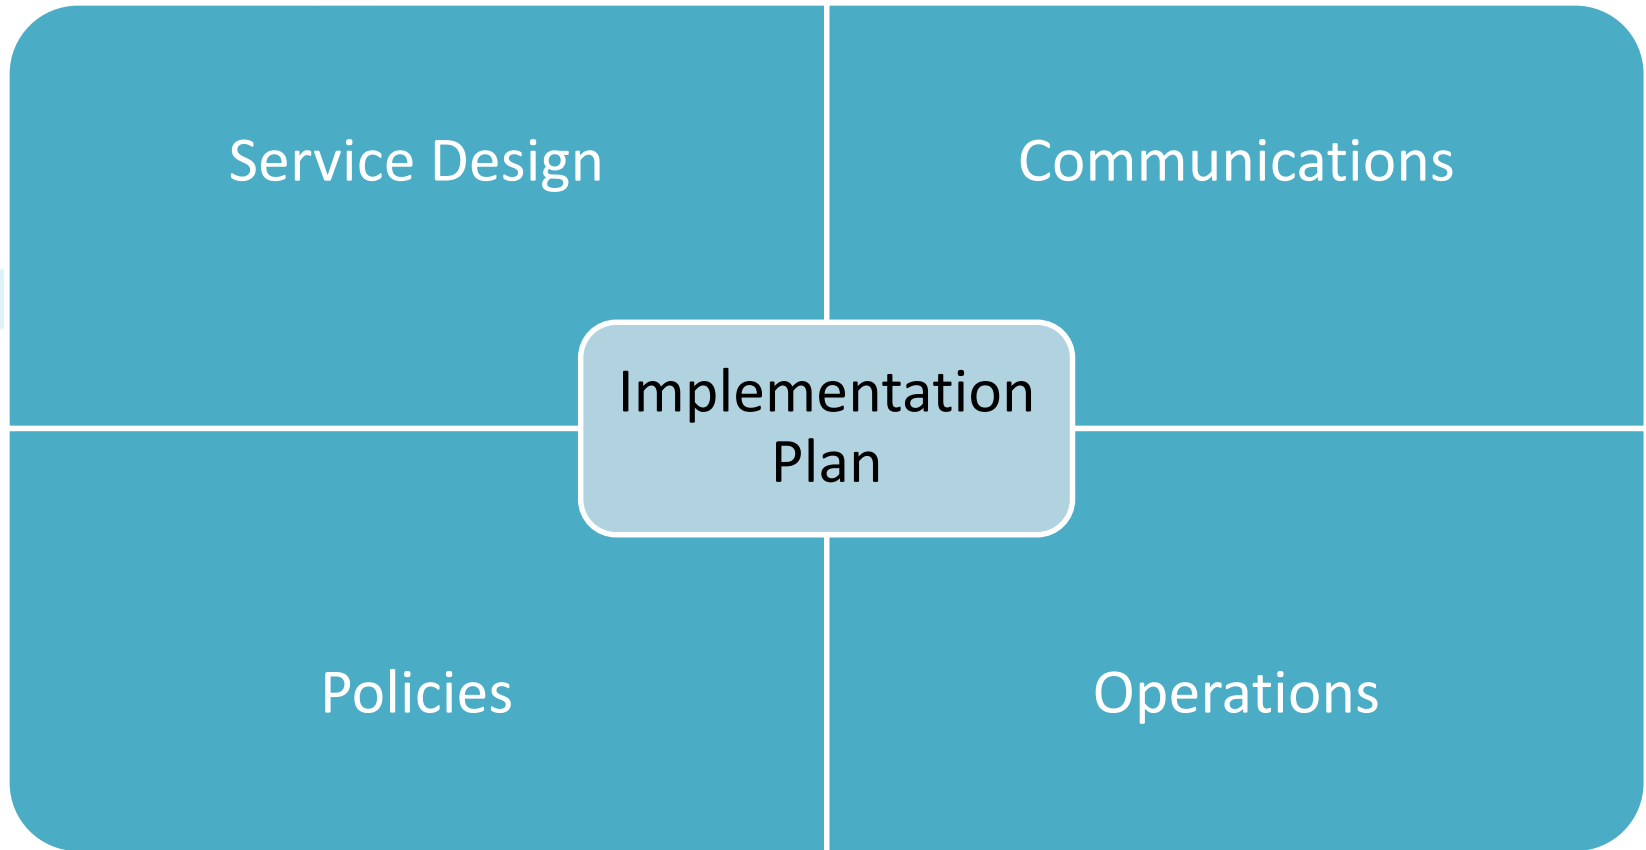 Service Design
Communications
Implementation
Plan
Policies
Operations